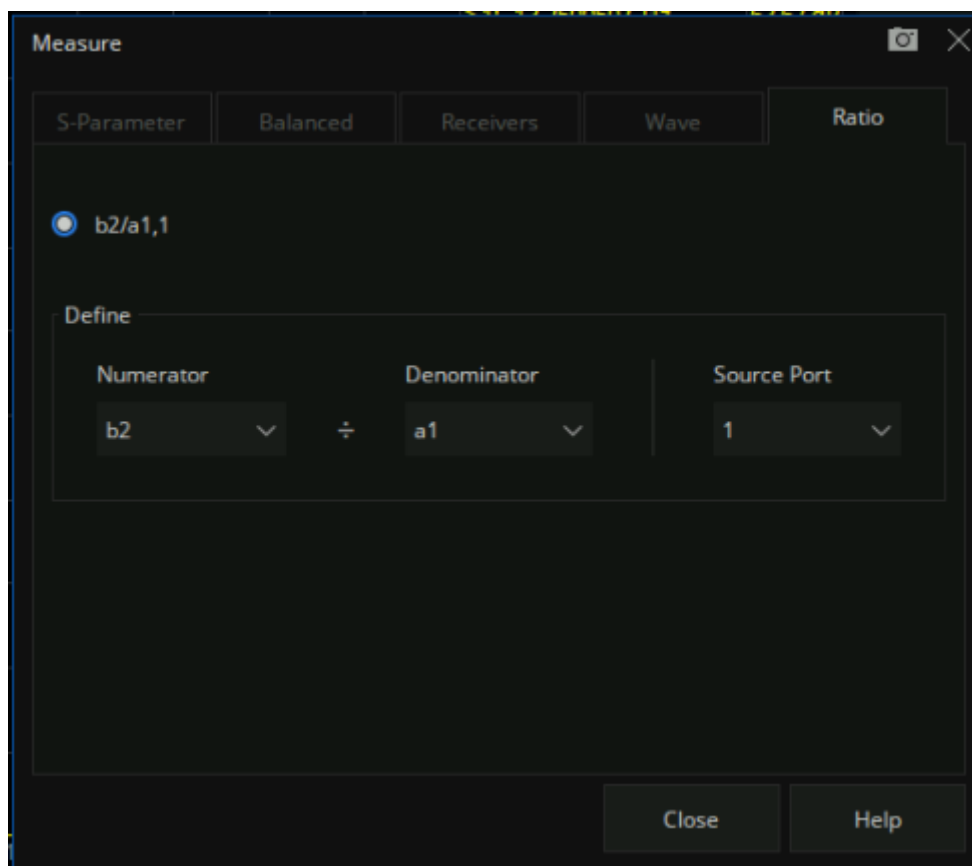 Measure
S-Parameter Balanced Receivers Wave Ratio
b2/a1,1
Define
Numerator Denominator Source Port
b2 ÷ a1 1
Close Help